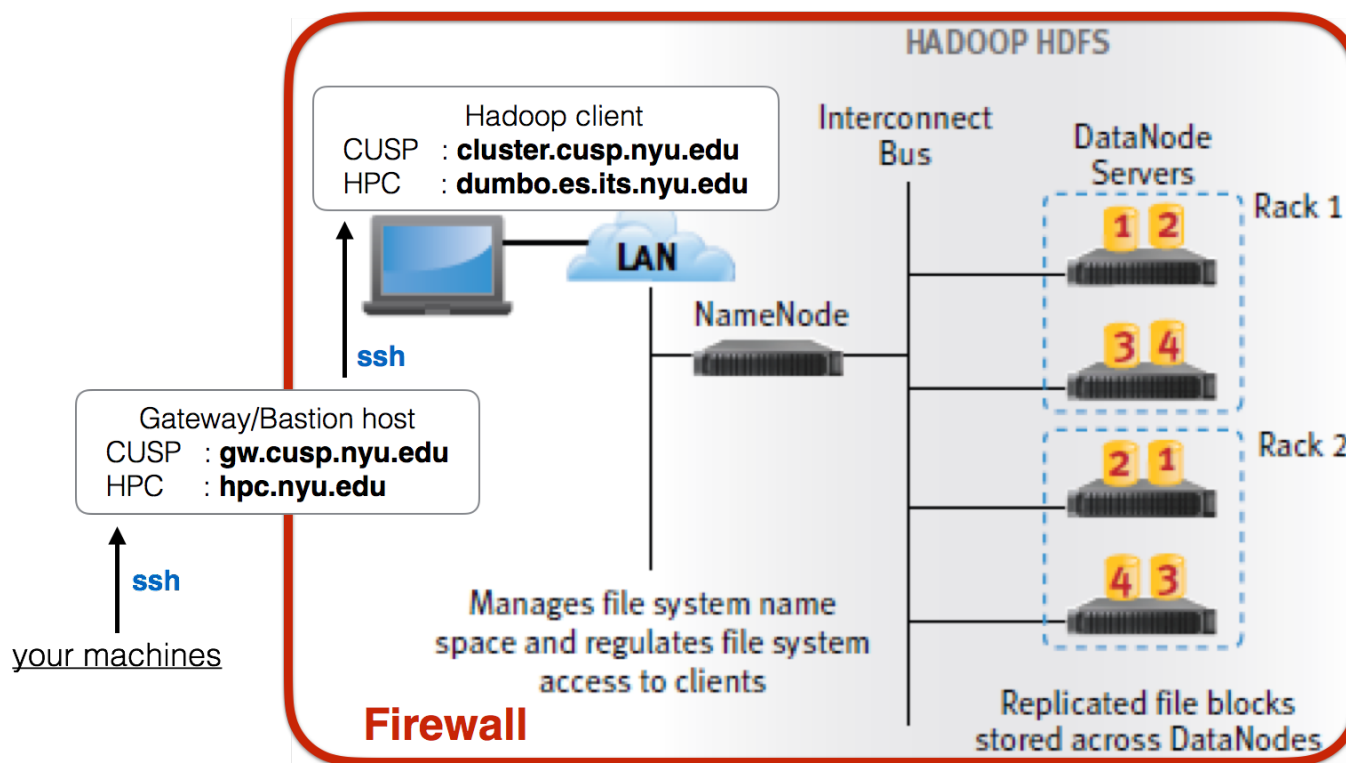 HADOOP HDFS
Hadoop client
CUSP : cluster.cusp.nyu.edu
HPC : dumbo.es.its.nyu.edu
Interconnect
Bus
DataNode
Servers
Rack 1
1 2
LAN
NameNode
3 4
ssh
Gateway/Bastion host
CUSP : gw.cusp.nyu.edu
HPC : hpc.nyu.edu
Rack 2
2 1
ssh
4 3
your machines
Manages file system name
space and regulates file system
access to clients
Replicated file blocks
stored across DataNodes
Firewall